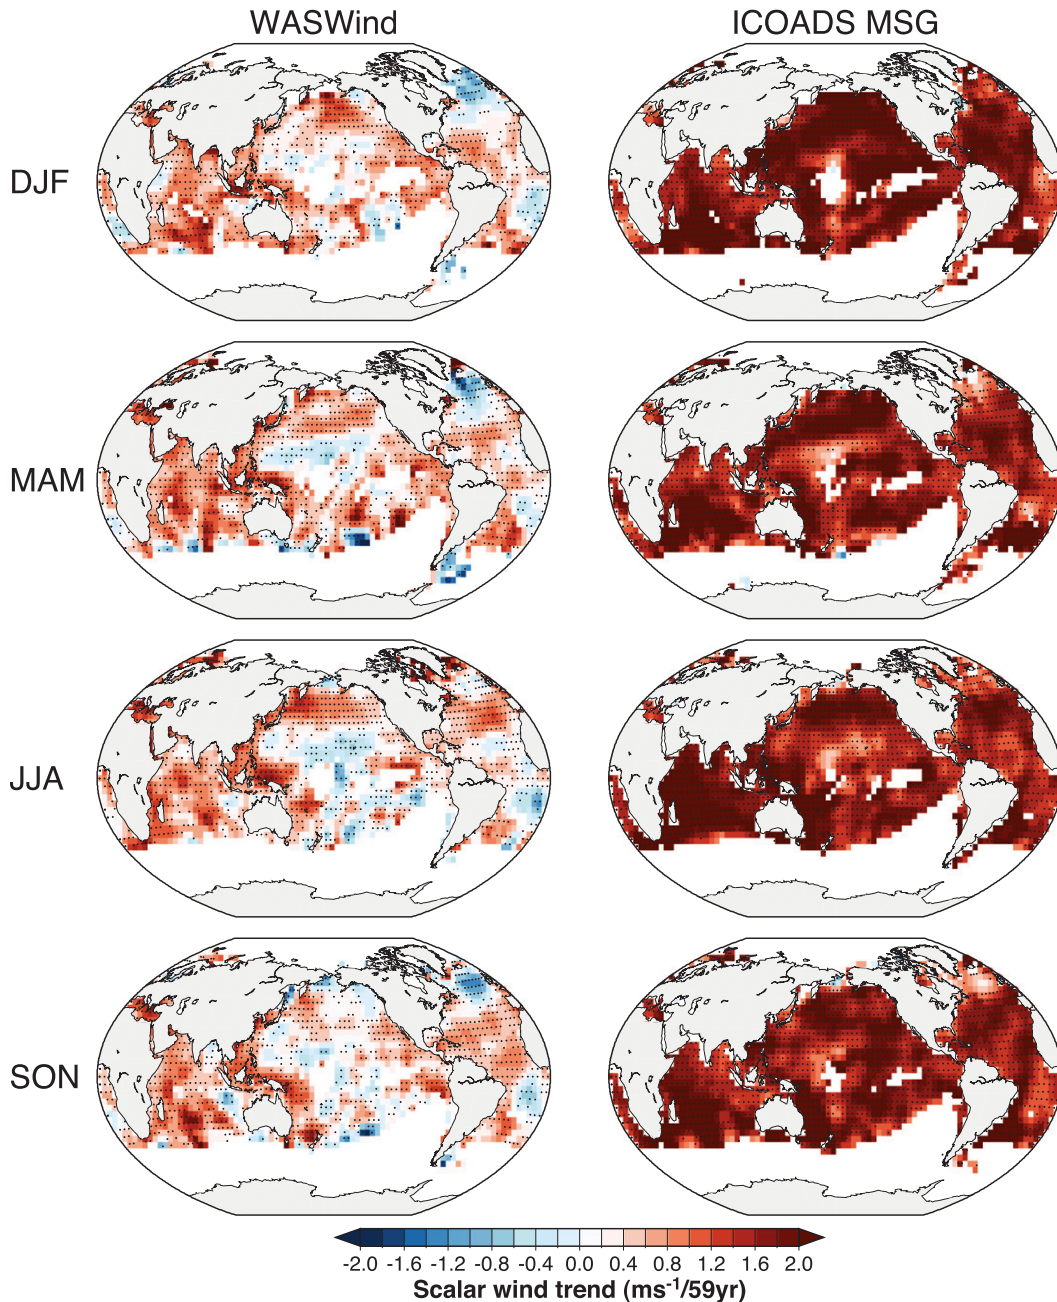 WASWind
ICOADS MSG
DJF
MAM
JJA
SON
-2.0 -1.6 -1.2 -0.8 -0.4 0.0 0.4 0.8 1.2 1.6 2.0
Scalar wind trend (ms⁻¹/59yr)